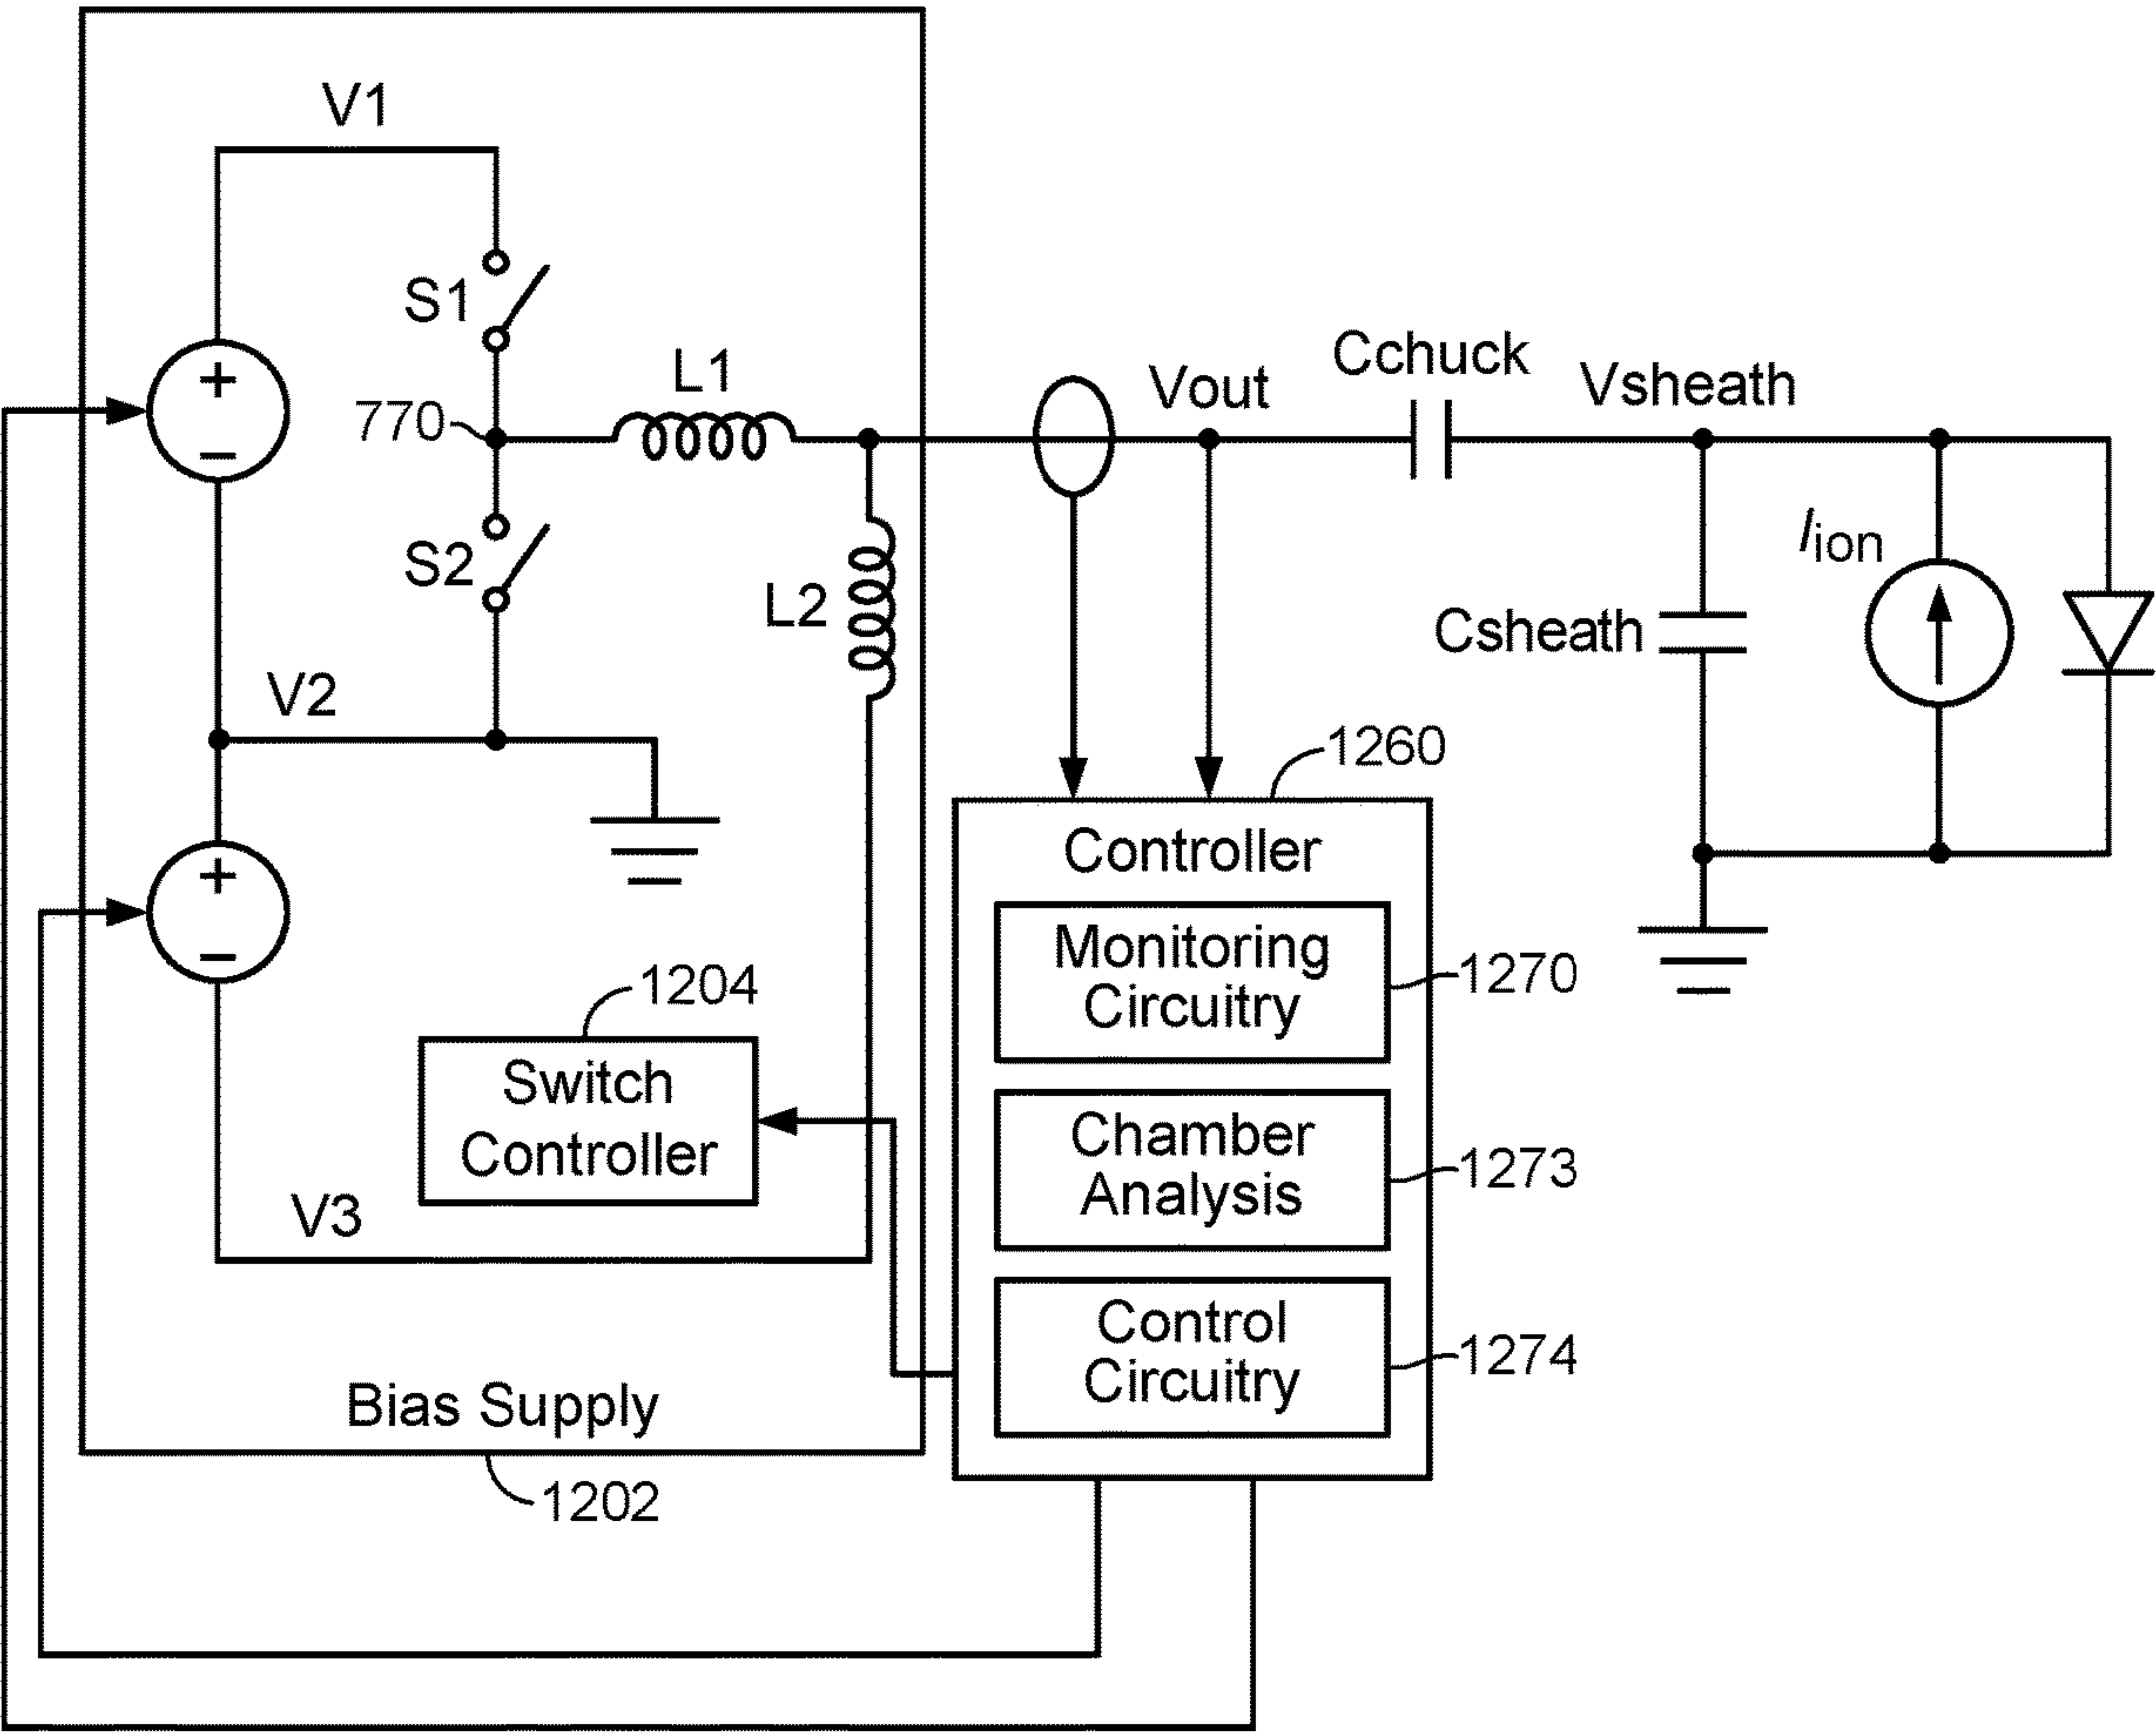 V1
S1
L1
770
Vout
Cchuck
Vsheath
S2
L2
Iion
Csheath
V2
1260
Controller
Monitoring
Circuitry
1270
1204
Switch
Controller
Chamber
Analysis
1273
V3
Control
Circuitry
1274
Bias Supply
1202